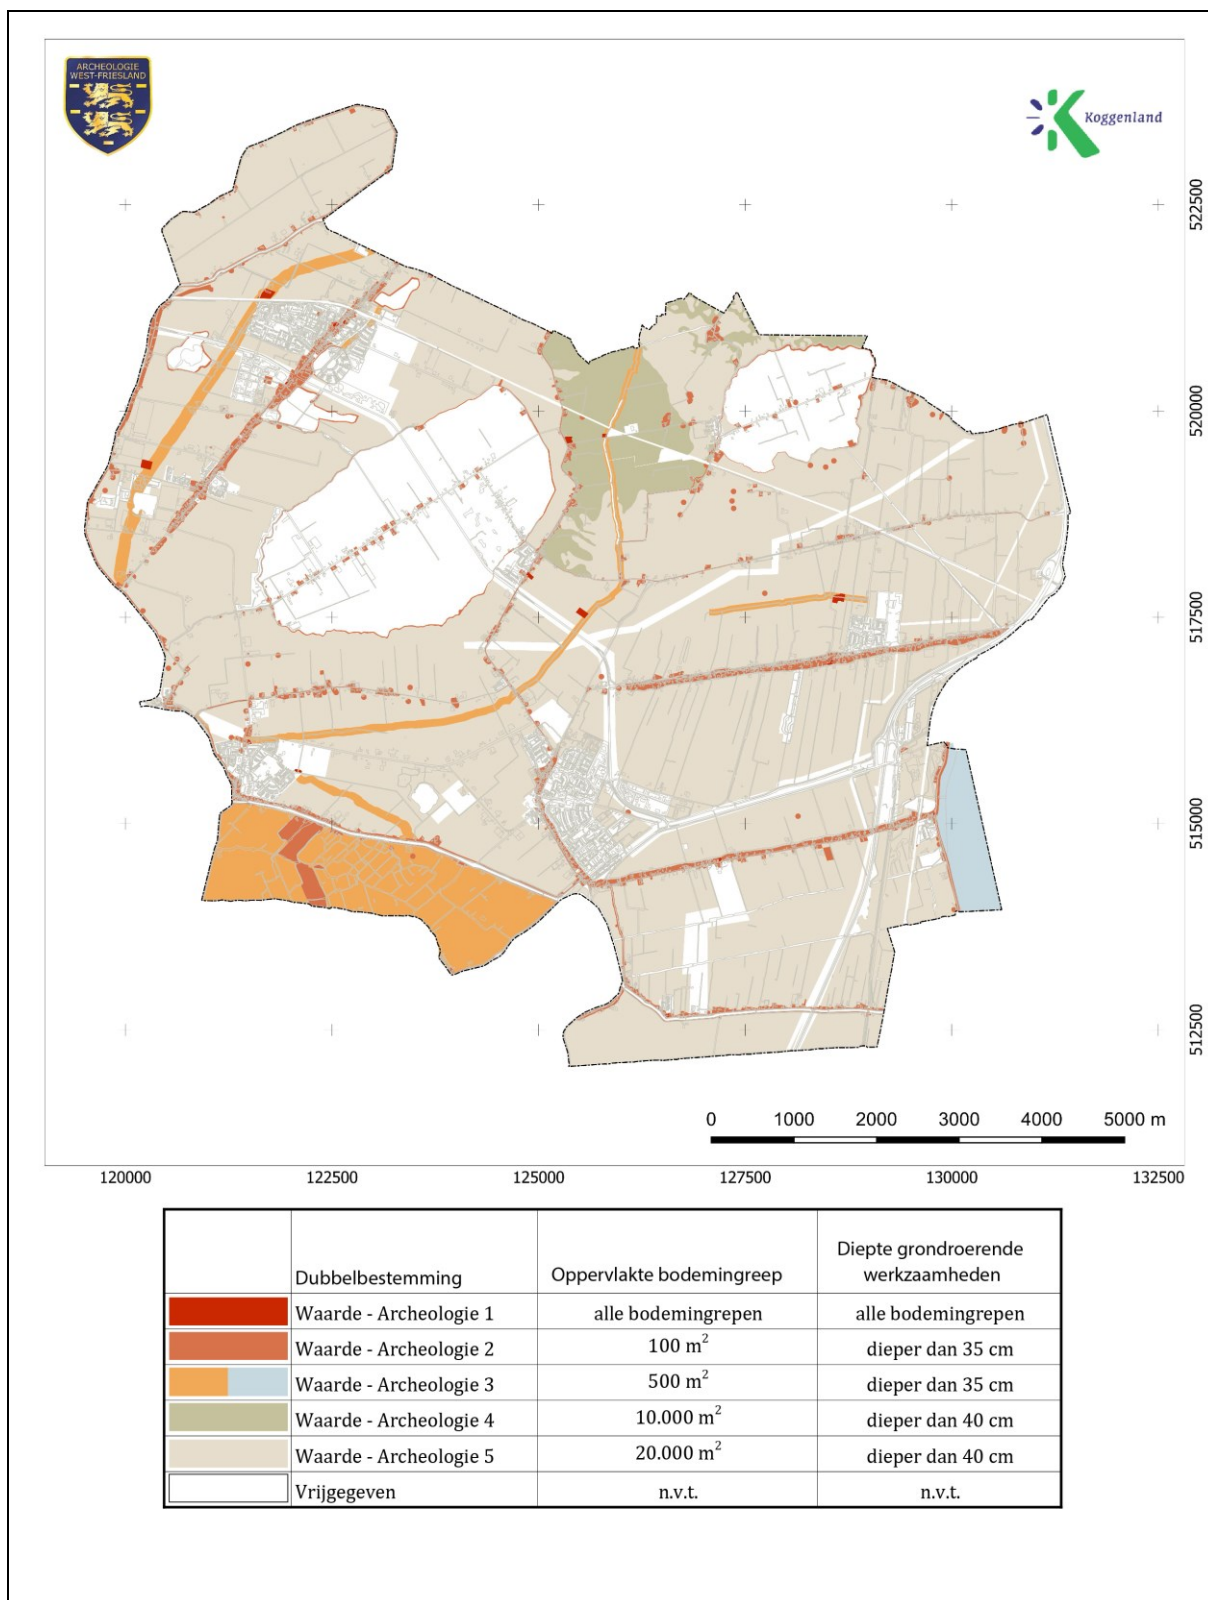 ARCHEOLOGIE
WEST-FRIESLAND
Koggenland
522500
520000
517500
515000
512500
0 1000 2000 3000 4000 5000 m
120000 122500 125000 127500 130000 132500
Dubbelbestemming Oppervlakte bodemingreep Diepte grondroerende
werkzaamheden
Waarde - Archeologie 1 alle bodemingrepen alle bodemingrepen
Waarde - Archeologie 2 100 m² dieper dan 35 cm
Waarde - Archeologie 3 500 m² dieper dan 35 cm
Waarde - Archeologie 4 10.000 m² dieper dan 40 cm
Waarde - Archeologie 5 20.000 m² dieper dan 40 cm
Vrijgegeven n.v.t. n.v.t.